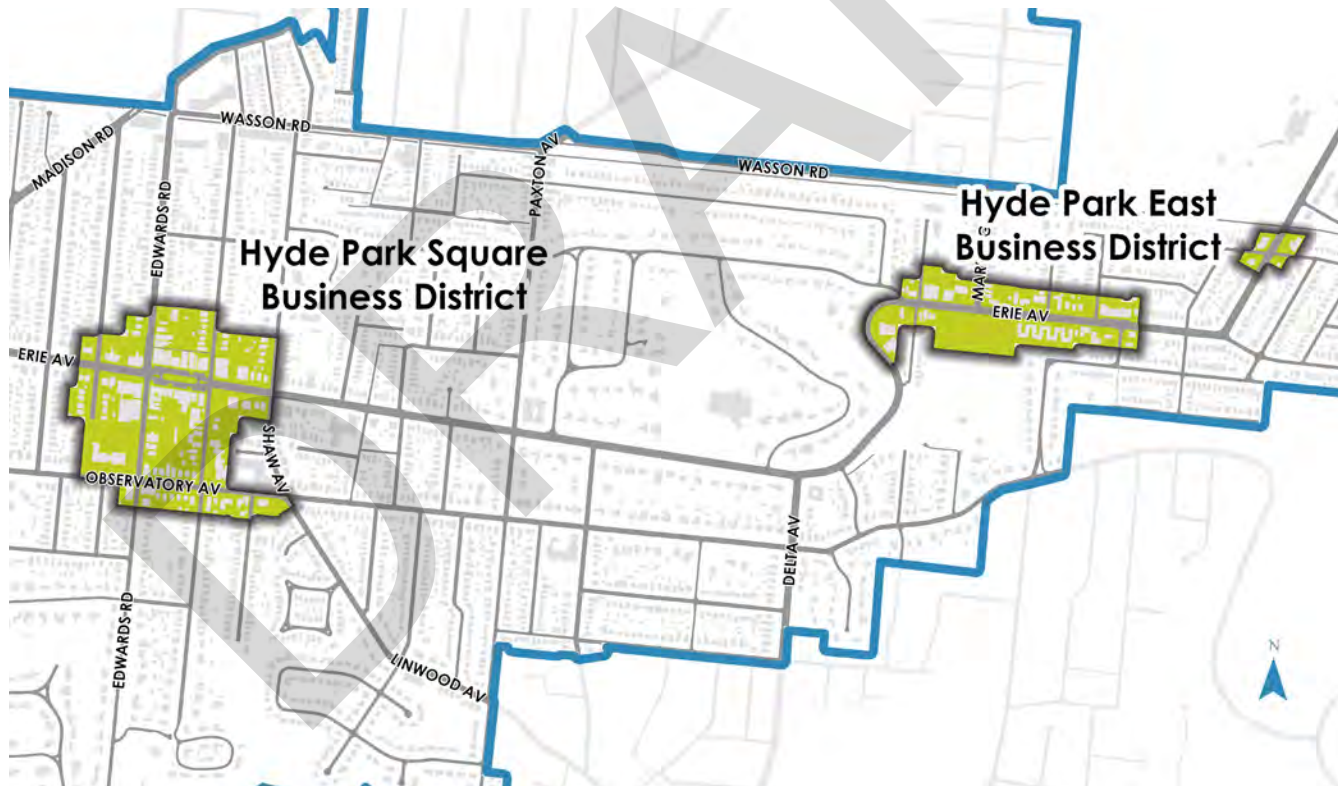 WASSON RD
MADISON RD
PAXTON AV
WASSON RD
EDWARDS RD
Hyde Park Square
Business District
Hyde Park East
Business District
ERIE AV
ERIE AV
SHAW AV
OBSERVATORY AV
DELTA AV
EDWARDS RD
LINWOOD AV
N
DRA